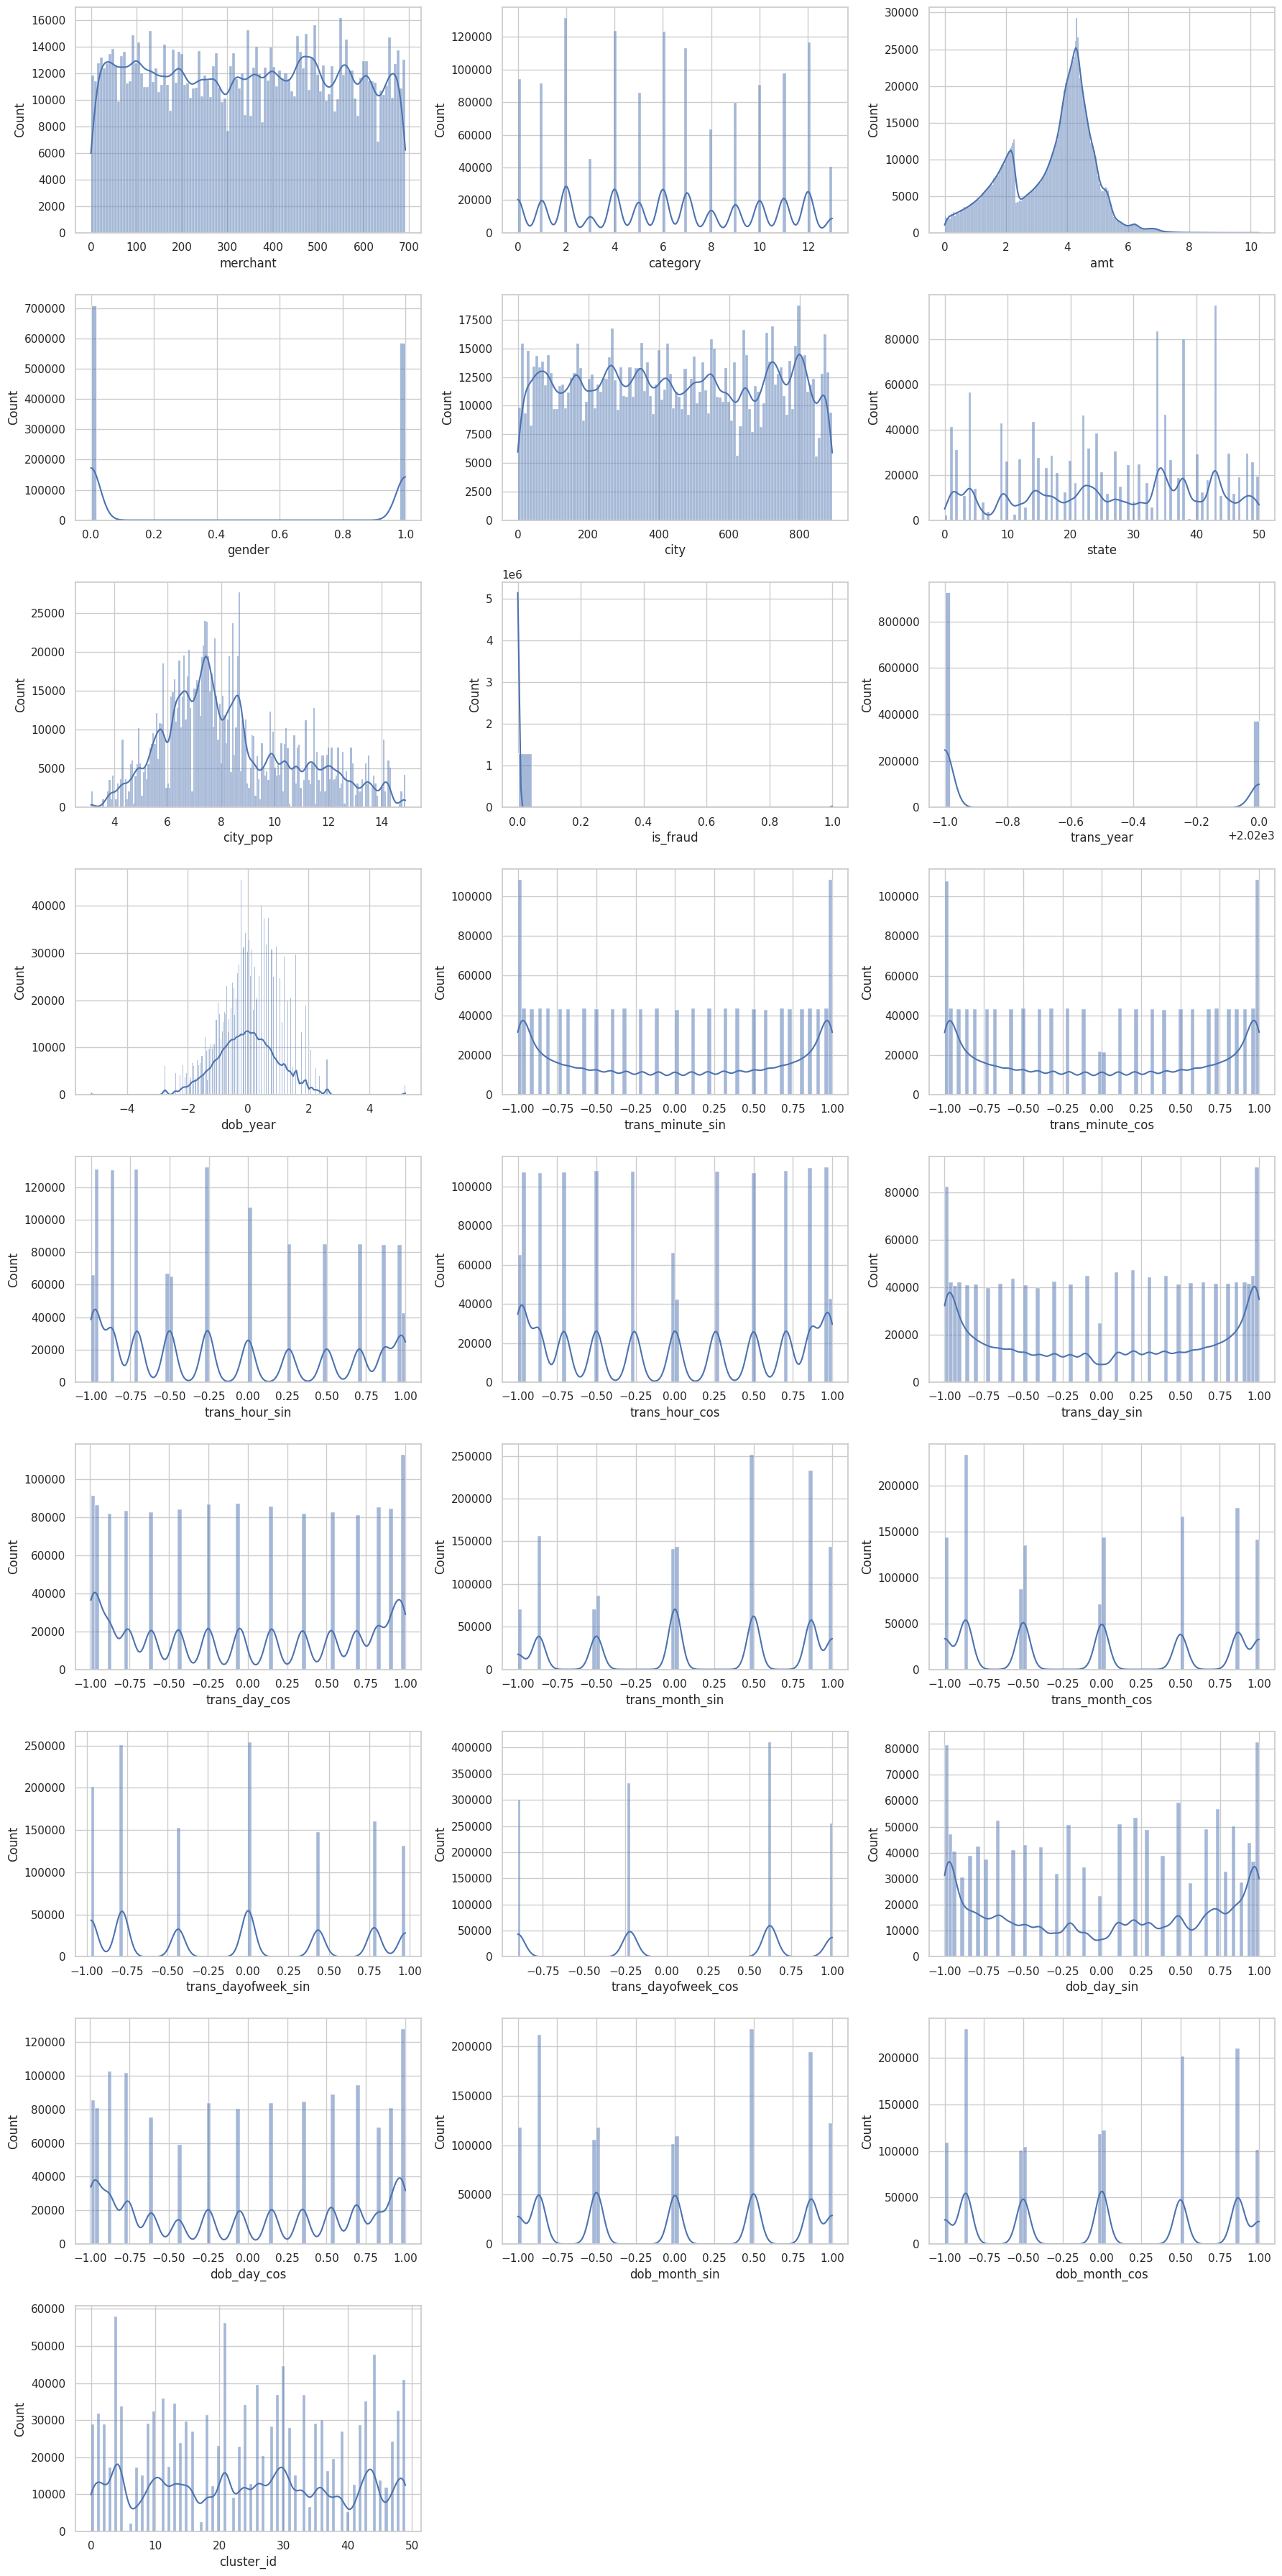 16000
14000
12000
10000
8000
6000
4000
2000
0
Count
0 100 200 300 400 500 600 700
merchant
120000
100000
80000
60000
40000
20000
0
Count
0 2 4 6 8 10 12
category
30000
25000
20000
15000
10000
5000
0
Count
0 2 4 6 8 10
amt
700000
600000
500000
400000
300000
200000
100000
0
Count
0.0 0.2 0.4 0.6 0.8 1.0
gender
17500
15000
12500
10000
7500
5000
2500
0
Count
0 200 400 600 800
city
80000
60000
40000
20000
0
Count
0 10 20 30 40 50
state
25000
20000
15000
10000
5000
0
Count
4 6 8 10 12 14
city_pop
1e6
5
4
3
2
1
0
Count
0.0 0.2 0.4 0.6 0.8 1.0
is_fraud
800000
600000
400000
200000
0
Count
−1.0 −0.8 −0.6 −0.4 −0.2 0.0
+2.02e3
trans_year
40000
30000
20000
10000
0
Count
−4 −2 0 2 4
dob_year
100000
80000
60000
40000
20000
0
Count
−1.00 −0.75 −0.50 −0.25 0.00 0.25 0.50 0.75 1.00
trans_minute_sin
100000
80000
60000
40000
20000
0
Count
−1.00 −0.75 −0.50 −0.25 0.00 0.25 0.50 0.75 1.00
trans_minute_cos
120000
100000
80000
60000
40000
20000
0
Count
−1.00 −0.75 −0.50 −0.25 0.00 0.25 0.50 0.75 1.00
trans_hour_sin
100000
80000
60000
40000
20000
0
Count
−1.00 −0.75 −0.50 −0.25 0.00 0.25 0.50 0.75 1.00
trans_hour_cos
80000
60000
40000
20000
0
Count
−1.00 −0.75 −0.50 −0.25 0.00 0.25 0.50 0.75 1.00
trans_day_sin
100000
80000
60000
40000
20000
0
Count
−1.00 −0.75 −0.50 −0.25 0.00 0.25 0.50 0.75 1.00
trans_day_cos
250000
200000
150000
100000
50000
0
Count
−1.00 −0.75 −0.50 −0.25 0.00 0.25 0.50 0.75 1.00
trans_month_sin
200000
150000
100000
50000
0
Count
−1.00 −0.75 −0.50 −0.25 0.00 0.25 0.50 0.75 1.00
trans_month_cos
250000
200000
150000
100000
50000
0
Count
−1.00 −0.75 −0.50 −0.25 0.00 0.25 0.50 0.75 1.00
trans_dayofweek_sin
400000
350000
300000
250000
200000
150000
100000
50000
0
Count
−0.75 −0.50 −0.25 0.00 0.25 0.50 0.75 1.00
trans_dayofweek_cos
80000
70000
60000
50000
40000
30000
20000
10000
0
Count
−1.00 −0.75 −0.50 −0.25 0.00 0.25 0.50 0.75 1.00
dob_day_sin
120000
100000
80000
60000
40000
20000
0
Count
−1.00 −0.75 −0.50 −0.25 0.00 0.25 0.50 0.75 1.00
dob_day_cos
200000
150000
100000
50000
0
Count
−1.00 −0.75 −0.50 −0.25 0.00 0.25 0.50 0.75 1.00
dob_month_sin
200000
150000
100000
50000
0
Count
−1.00 −0.75 −0.50 −0.25 0.00 0.25 0.50 0.75 1.00
dob_month_cos
60000
50000
40000
30000
20000
10000
0
Count
0 10 20 30 40 50
cluster_id